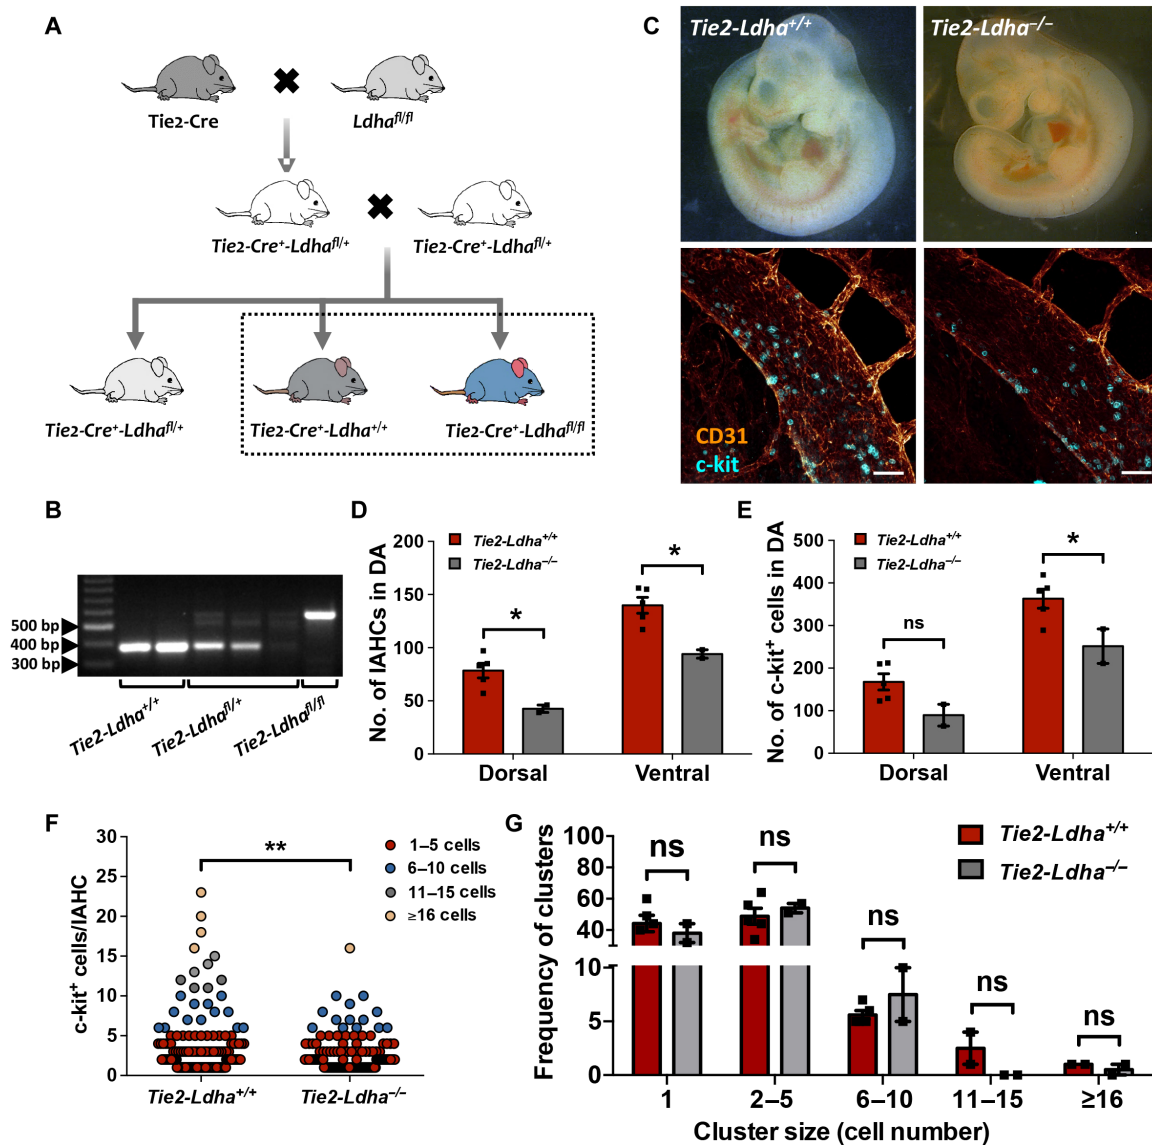 A
Tie2-Cre
Ldha^fl/fl
Tie2-Cre⁺-Ldha^fl/+
Tie2-Cre⁺-Ldha^fl/+
Tie2-Cre⁺-Ldha^fl/+
Tie2-Cre⁺-Ldha^+/+
Tie2-Cre⁺-Ldha^fl/fl
B
500 bp
400 bp
300 bp
Tie2-Ldha^+/+
Tie2-Ldha^fl/+
Tie2-Ldha^fl/fl
C
Tie2-Ldha^+/+
Tie2-Ldha^−/−
CD31
c-kit
D
No. of IAHCs in DA
Tie2-Ldha^+/+
Tie2-Ldha^−/−
200
150
100
50
0
*
*
Dorsal
Ventral
E
No. of c-kit⁺ cells in DA
Tie2-Ldha^+/+
Tie2-Ldha^−/−
500
400
300
200
100
0
ns
*
Dorsal
Ventral
F
c-kit⁺ cells/IAHC
30
25
20
15
10
5
0
**
1–5 cells
6–10 cells
11–15 cells
≥16 cells
Tie2-Ldha^+/+
Tie2-Ldha^−/−
G
Frequency of clusters
100
80
60
40
10
5
0
ns
ns
ns
ns
ns
Tie2-Ldha^+/+
Tie2-Ldha^−/−
1
2–5
6–10
11–15
≥16
Cluster size (cell number)